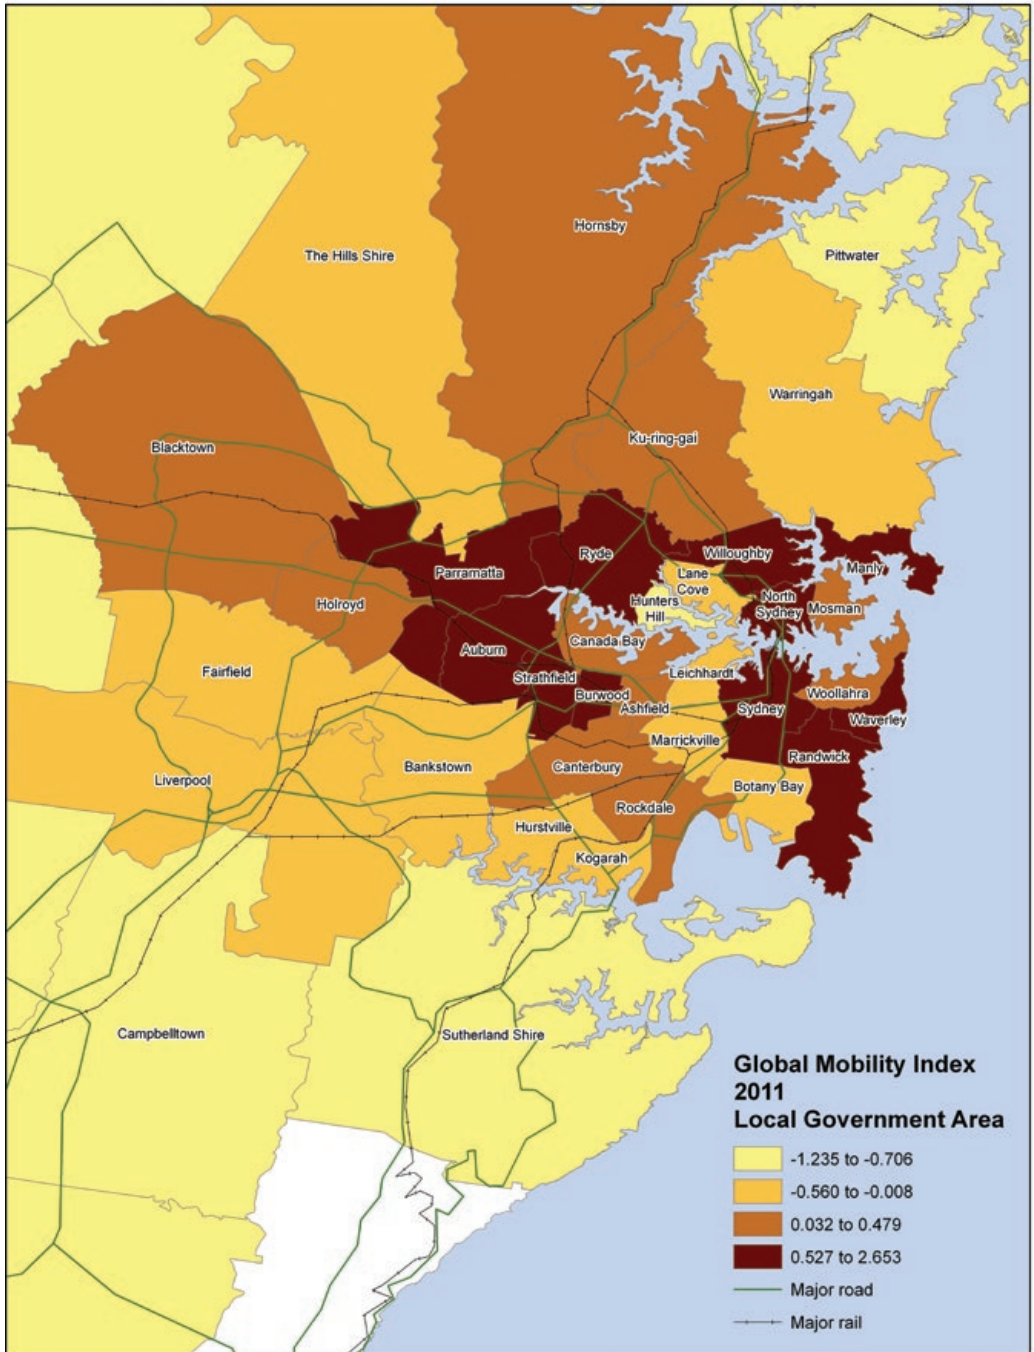 Hornsby
The Hills Shire
Pittwater
Warringah
Ku-ring-gai
Blacktown
Ryde
Willoughby
Parramatta
Lane
Cove
Manly
Hunters
Hill
North
Sydney
Mosman
Holroyd
Canada Bay
Auburn
Fairfield
Leichhardt
Strathfield
Burwood
Woollahra
Ashfield
Sydney
Waverley
Marrickville
Randwick
Bankstown
Canterbury
Liverpool
Botany Bay
Rockdale
Hurstville
Kogarah
Campbelltown
Sutherland Shire
Global Mobility Index
2011
Local Government Area
-1.235 to -0.706
-0.560 to -0.008
0.032 to 0.479
0.527 to 2.653
Major road
Major rail